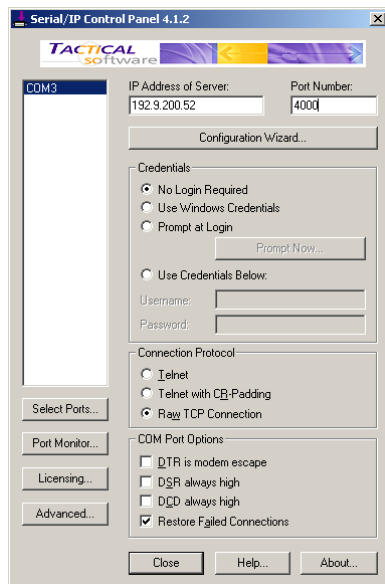 Serial/IP Control Panel 4.1.2
TACTICAL
software
COM3
IP Address of Server:
Port Number:
192.9.200.52
4000
Configuration Wizard...
Credentials
No Login Required
Use Windows Credentials
Prompt at Login
Prompt Now...
Use Credentials Below:
Username:
Password:
Connection Protocol
Telnet
Telnet with CR-Padding
Raw TCP Connection
Select Ports...
Port Monitor...
Licensing...
Advanced...
COM Port Options
DTR is modem escape
DSR always high
DCD always high
Restore Failed Connections
Close
Help...
About...